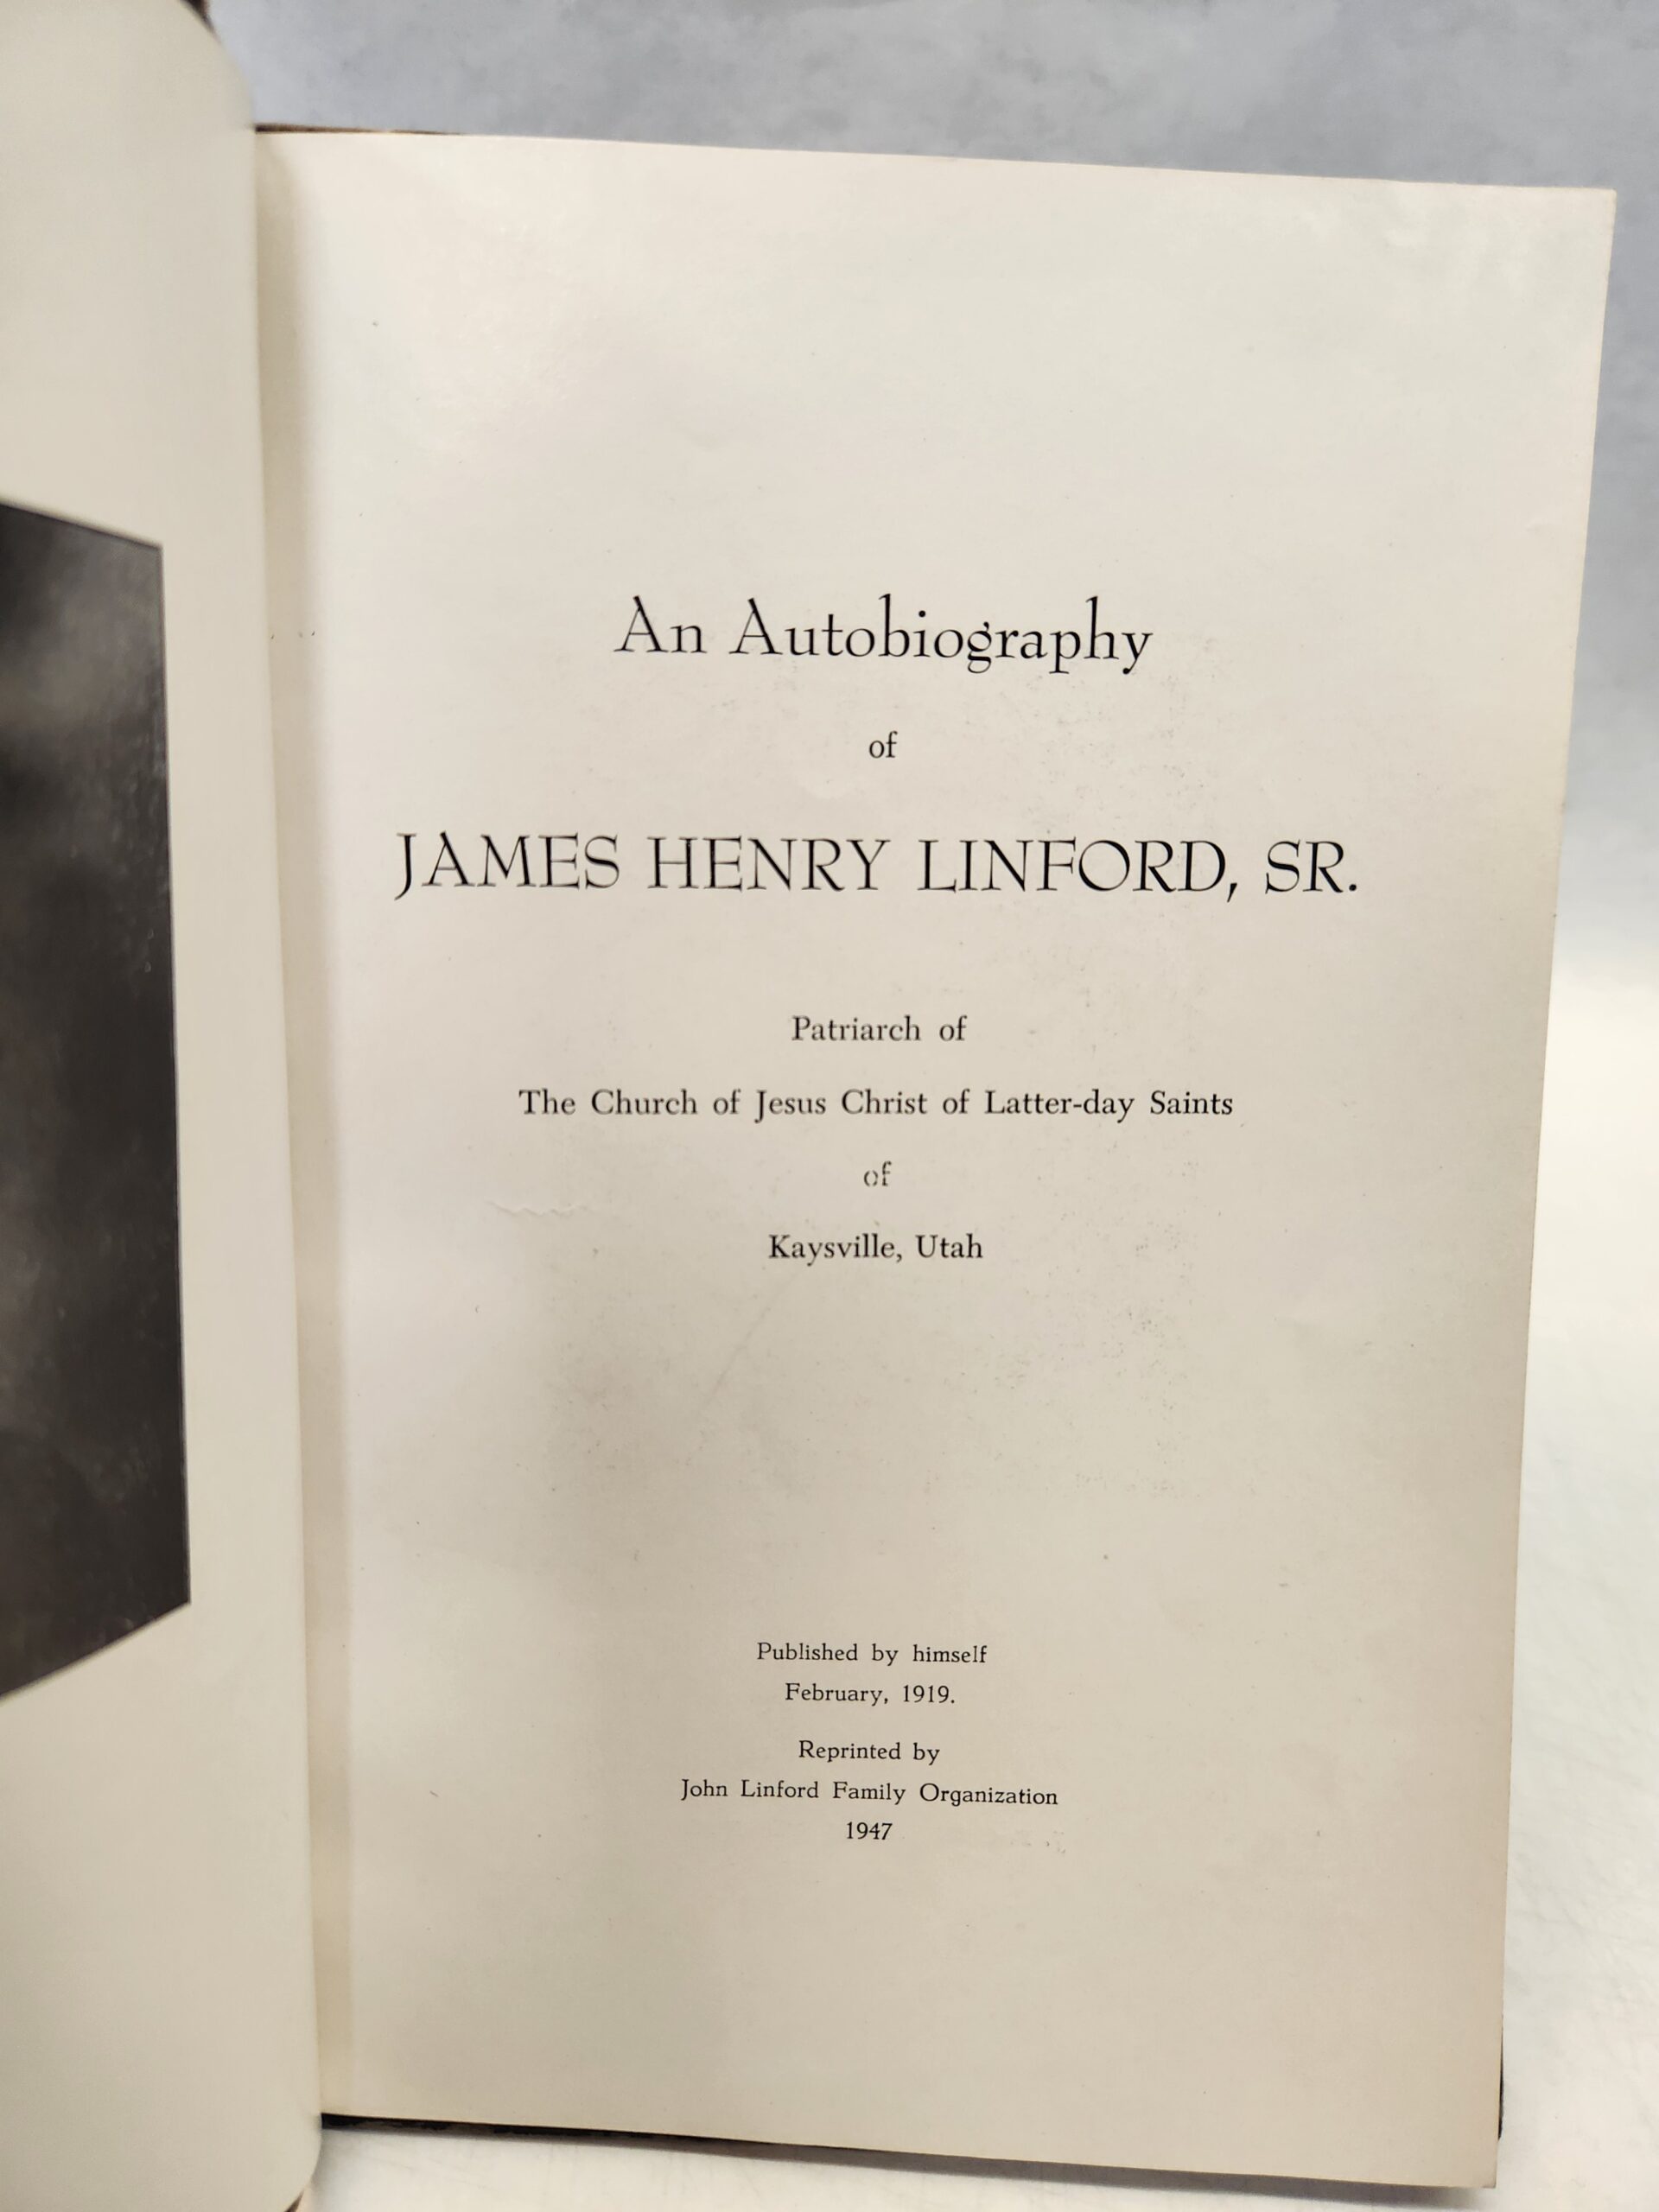 An Autobiography
of
JAMES HENRY LINFORD, SR.
Patriarch of
The Church of Jesus Christ of Latter-day Saints
of
Kaysville, Utah
Published by himself
February, 1919.
Reprinted by
John Linford Family Organization
1947